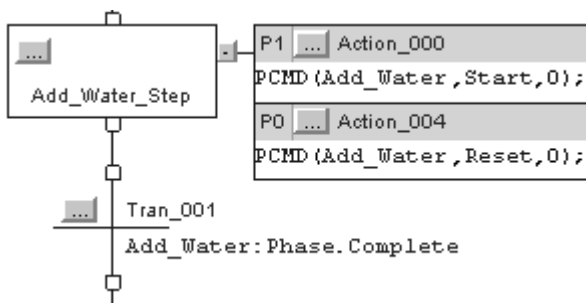 P1 ... Action_000
PCMD(Add_Water,Start,0);
...
Add_Water_Step
P0 ... Action_004
PCMD(Add_Water,Reset,0);
... Tran_001
Add_Water:Phase.Complete